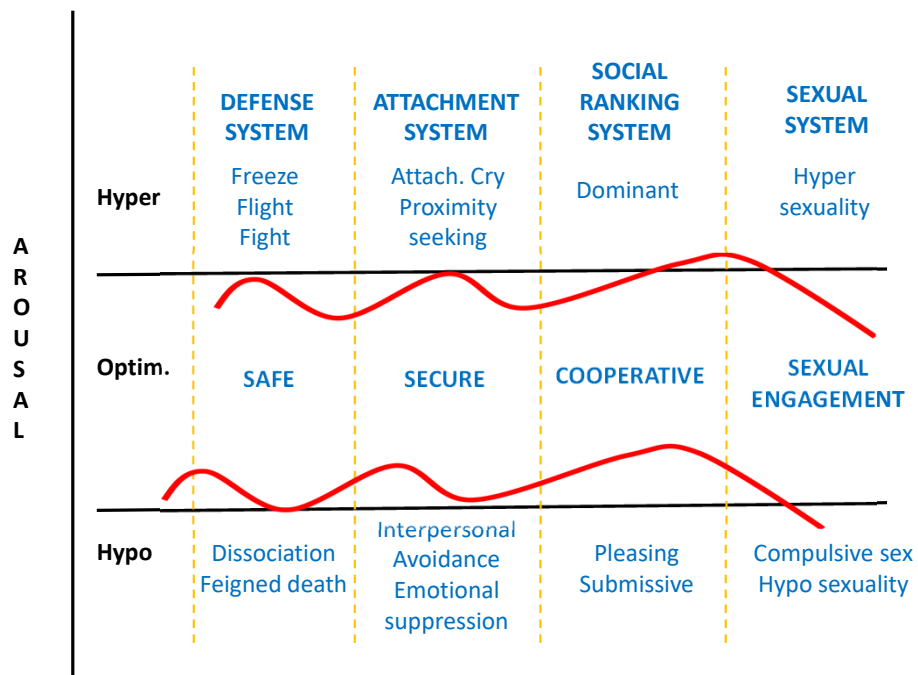 DEFENSE
SYSTEM
ATTACHMENT
SYSTEM
SOCIAL
RANKING
SYSTEM
SEXUAL
SYSTEM
Hyper
Freeze
Flight
Fight
Attach. Cry
Proximity
seeking
Dominant
Hyper
sexuality
A
R
O
U
S
A
L
Optim.
SAFE
SECURE
COOPERATIVE
SEXUAL
ENGAGEMENT
Hypo
Dissociation
Feigned death
Interpersonal
Avoidance
Emotional
suppression
Pleasing
Submissive
Compulsive sex
Hypo sexuality